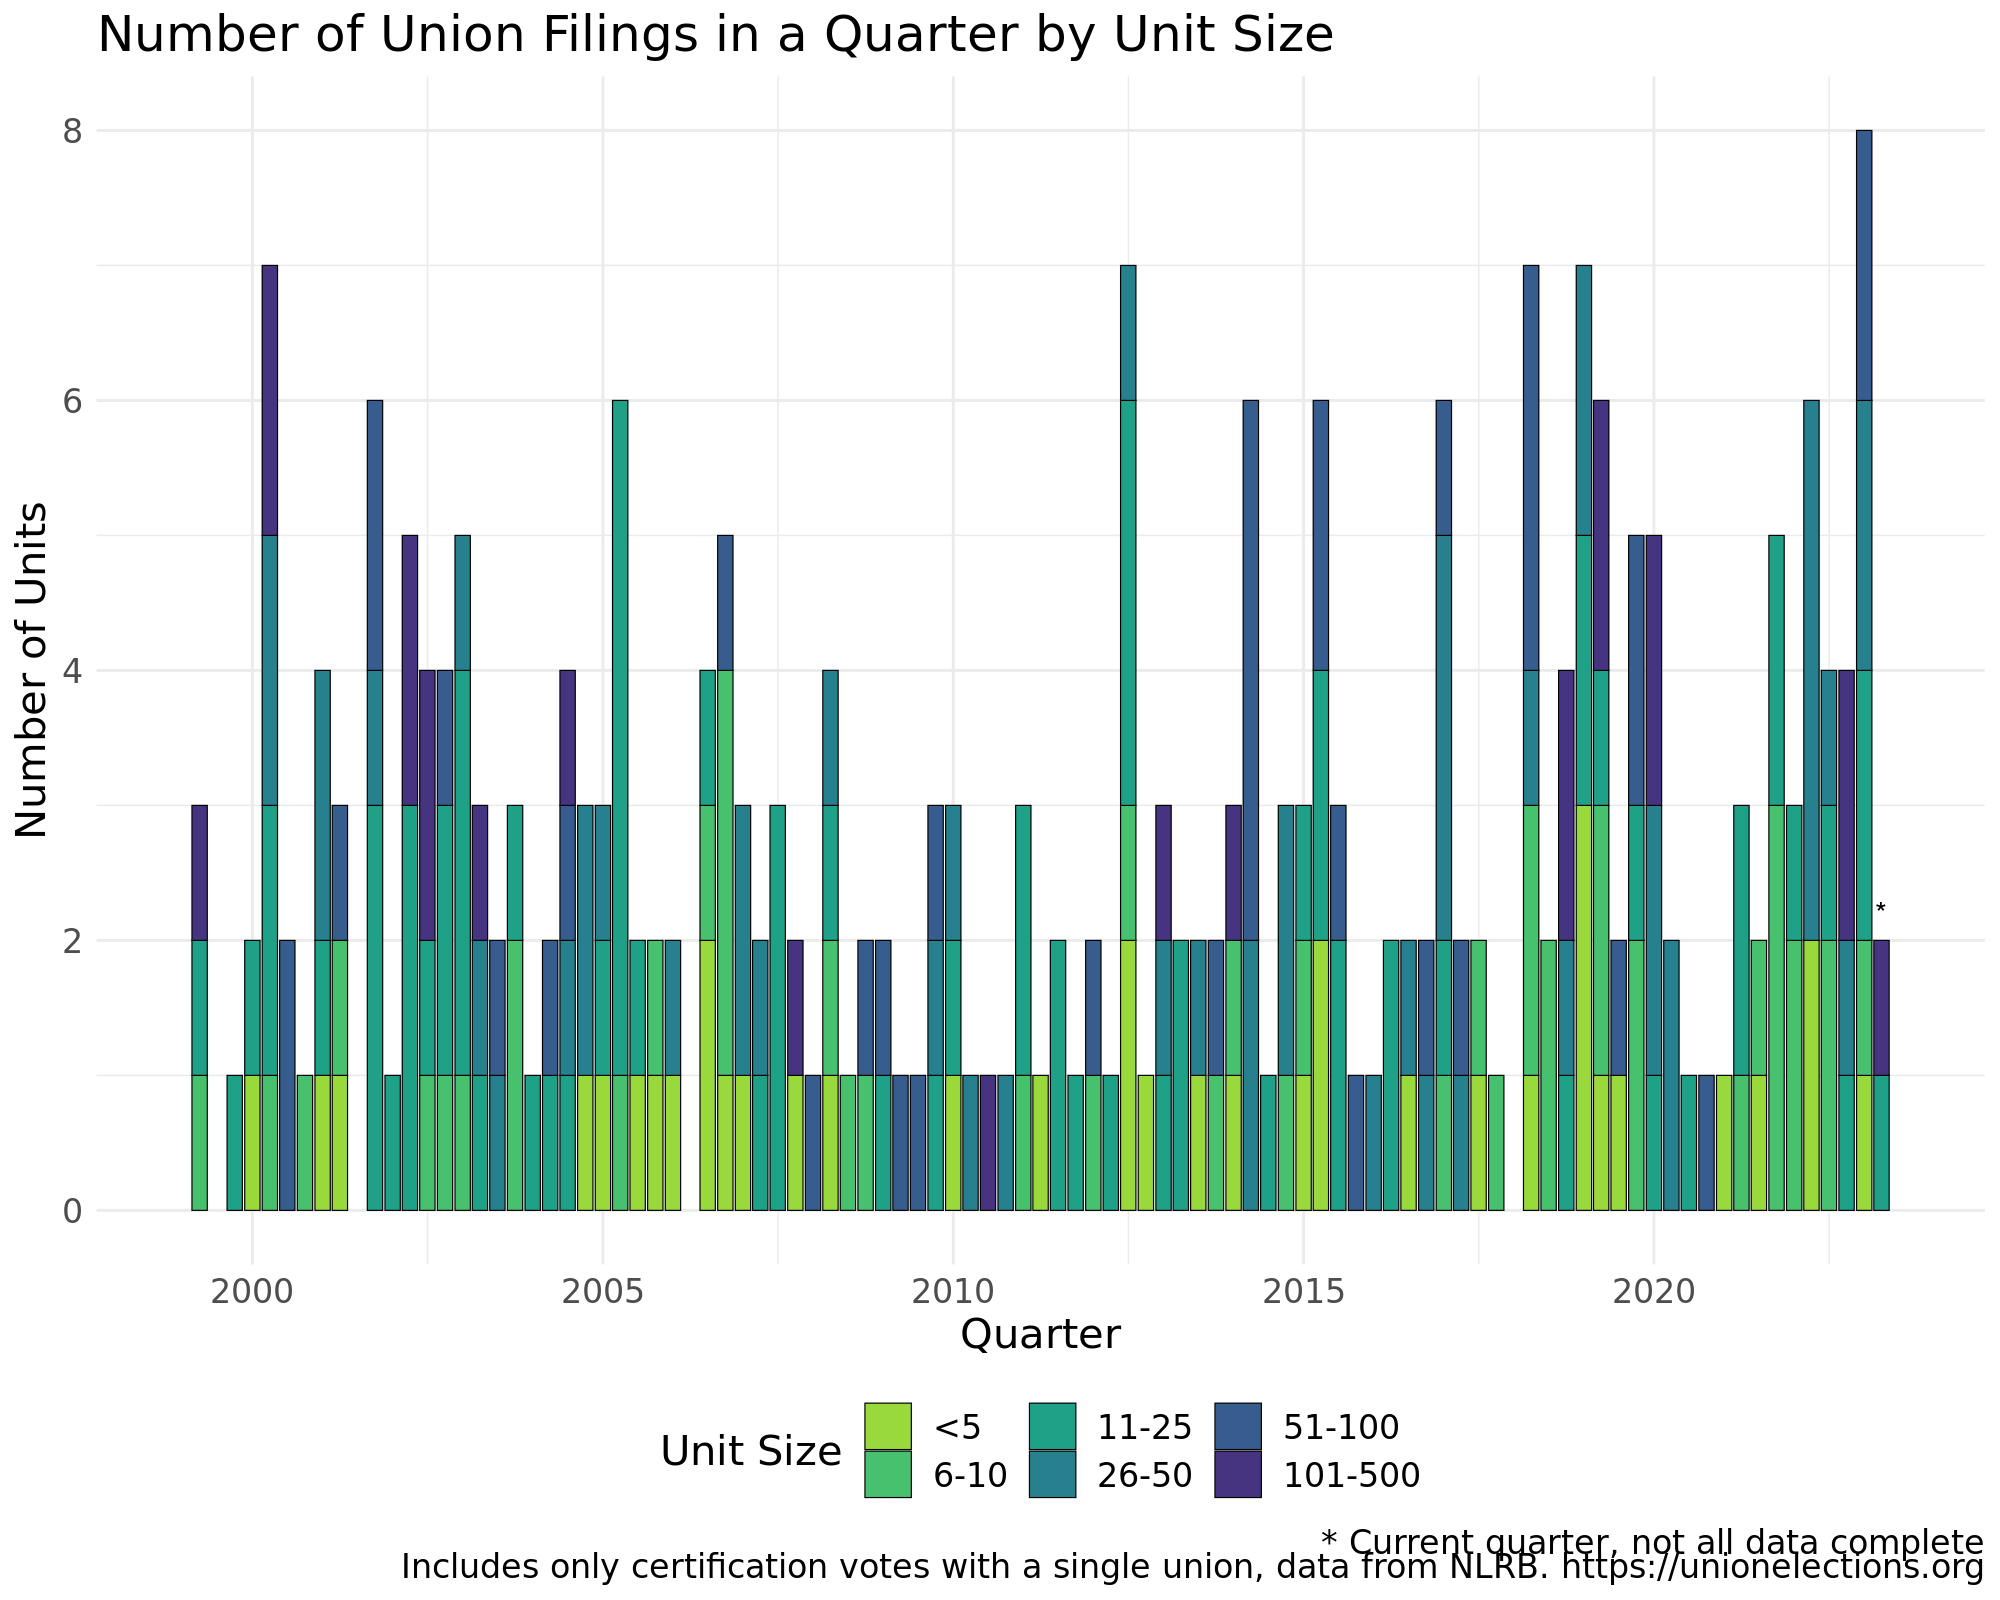 Number of Union Filings in a Quarter by Unit Size
Number of Units
8
6
4
2
0
*
2000 2005 2010 2015 2020
Quarter
Unit Size
<5 11-25 51-100
6-10 26-50 101-500
* Current quarter, not all data complete
Includes only certification votes with a single union, data from NLRB. https://unionelections.org